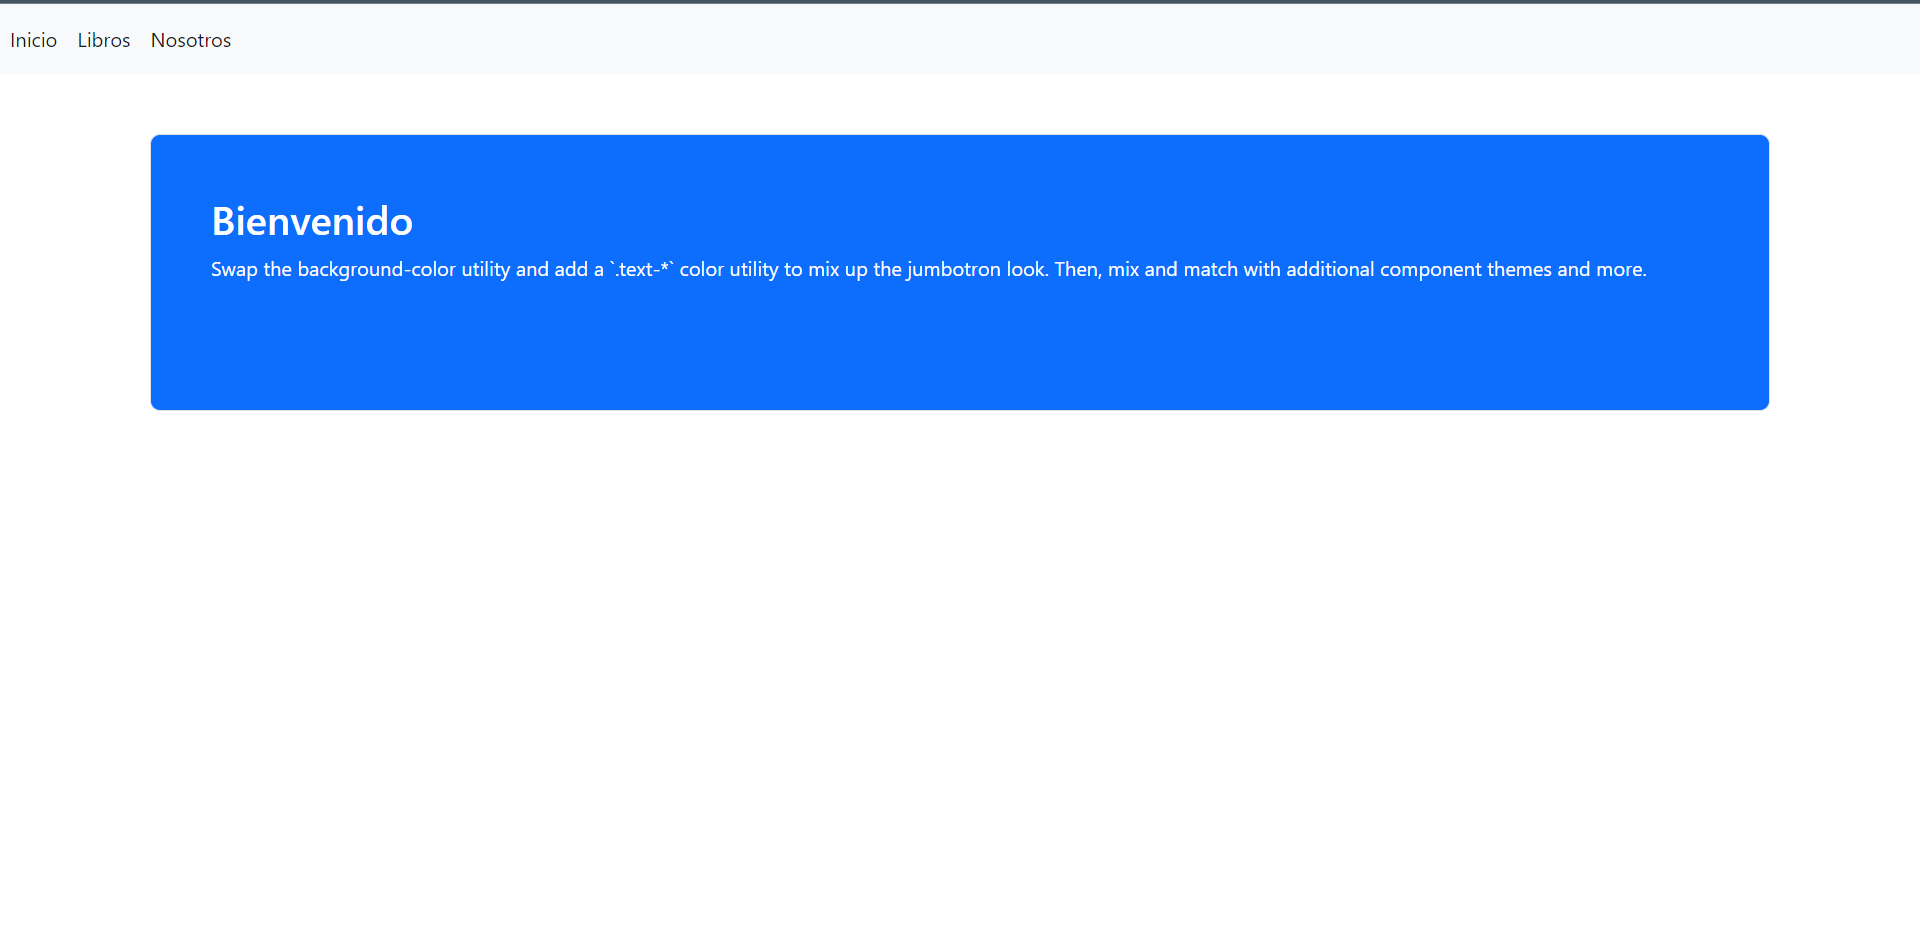 Inicio Libros Nosotros
Bienvenido
Swap the background-color utility and add a `.text-*` color utility to mix up the jumbotron look. Then, mix and match with additional component themes and more.